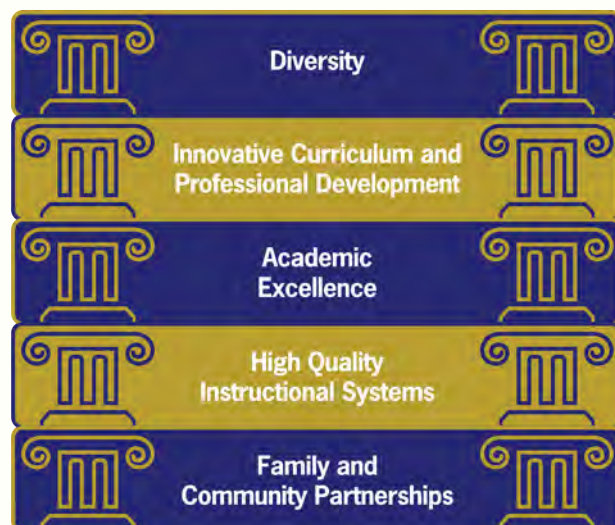 Diversity
Innovative Curriculum and
Professional Development
Academic
Excellence
High Quality
Instructional Systems
Family and
Community Partnerships